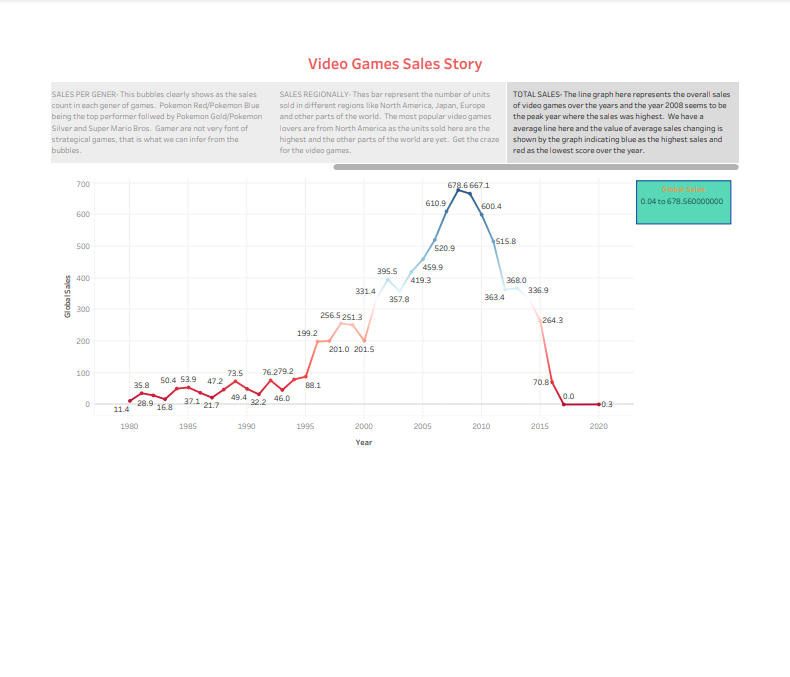 Video Games Sales Story
SALES PER GENER- This bubbles clearly shows as the sales
count in each gener of games.  Pokemon Red/Pokemon Blue
being the top performer follwed by Pokemon Gold/Pokemon
Silver and Super Mario Bros.  Gamer are not very font of
strategical games, that is what we can infer from the
bubbles.
SALES REGIONALLY- Thes bar represent the number of units
sold in different regions like North America, Japan, Europe
and other parts of the world.  The most popular video games
lovers are from North America as the units sold here are the
highest and the other parts of the world are yet.  Get the craze
for the video games.
TOTAL SALES- The line graph here represents the overall sales
of video games over the years and the year 2008 seems to be
the peak year where the sales was highest.  We have a
average line here and the value of average sales changing is
shown by the graph indicating blue as the highest sales and
red as the lowest score over the year.
Global Sales
0.04 to 678.560000000
Global Sales
700
600
500
400
300
200
100
0
11.4
35.8
28.9
16.8
50.4
53.9
37.1
21.7
47.2
73.5
49.4
32.2
76.2
46.0
79.2
88.1
199.2
201.0
256.5
251.3
201.5
331.4
395.5
357.8
419.3
459.9
520.9
610.9
678.6
667.1
600.4
515.8
363.4
368.0
336.9
264.3
70.8
0.0
0.3
1980
1985
1990
1995
2000
2005
2010
2015
2020
Year